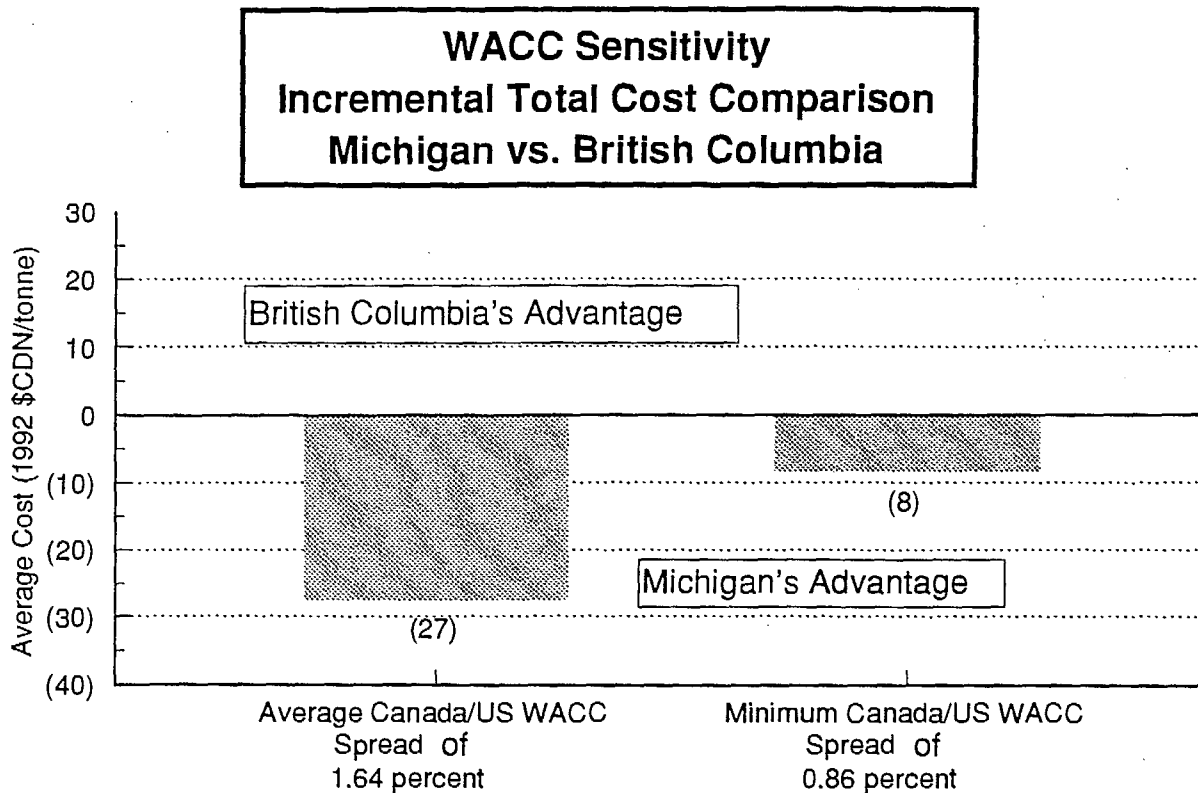 WACC Sensitivity
Incremental Total Cost Comparison
Michigan vs. British Columbia
Average Cost (1992 $CDN/tonne)
30
20
10
0
(10)
(20)
(30)
(40)
British Columbia's Advantage
(8)
Michigan's Advantage
(27)
Average Canada/US WACC
Spread of
1.64 percent
Minimum Canada/US WACC
Spread of
0.86 percent